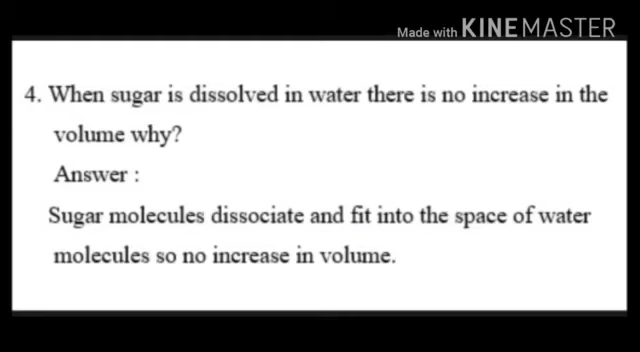 Made with KINEMASTER
4. When sugar is dissolved in water there is no increase in the
volume why?
Answer :
Sugar molecules dissociate and fit into the space of water
molecules so no increase in volume.